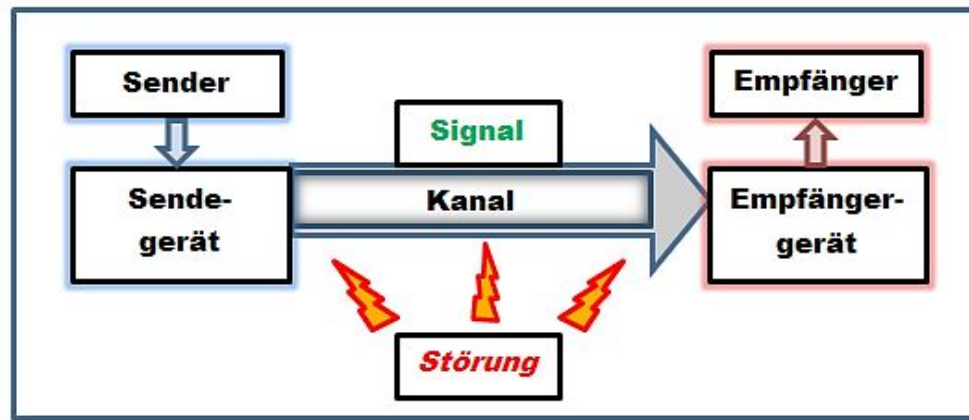 Sender
Empfänger
Signal
Sende-
gerät
Kanal
Empfänger-
gerät
Störung